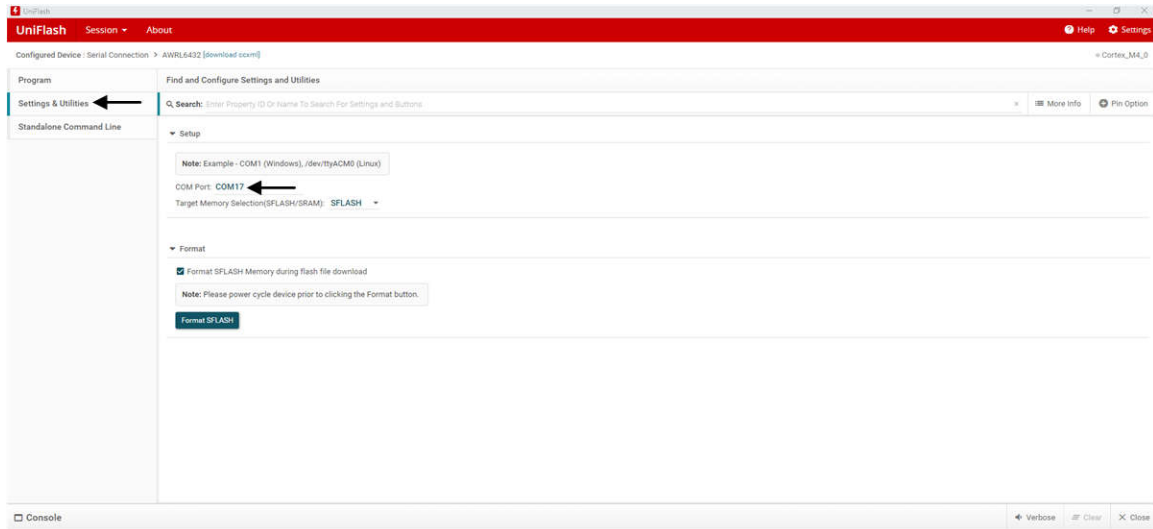 UniFlash
UniFlash Session About Help Settings
Configured Device : Serial Connection > AWRL6432 [download ccxml] Cortex_M4_0
Program
Settings & Utilities
Standalone Command Line
Find and Configure Settings and Utilities
Search: Enter Property ID Or Name To Search For Settings and Buttons × More Info Pin Option
Setup
Note: Example - COM1 (Windows), /dev/ttyACM0 (Linux)
COM Port: COM17
Target Memory Selection(SFLASH/SRAM): SFLASH
Format
Format SFLASH Memory during flash file download
Note: Please power cycle device prior to clicking the Format button.
Format SFLASH
Console Verbose Clear Close